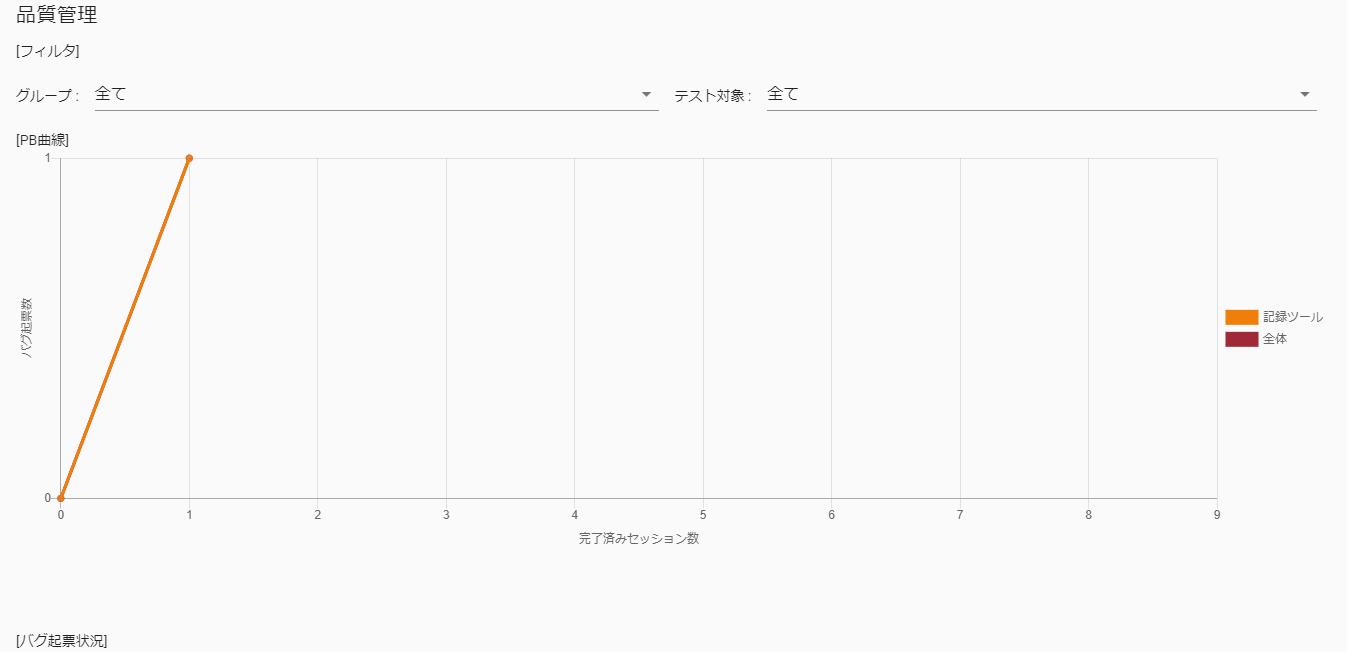 品質管理
[フィルタ]
グループ : 全て テスト対象 : 全て
[PB曲線]
1
バグ起票数
記録ツール
全体
0
0 1 2 3 4 5 6 7 8 9
完了済みセッション数
[バグ起票状況]